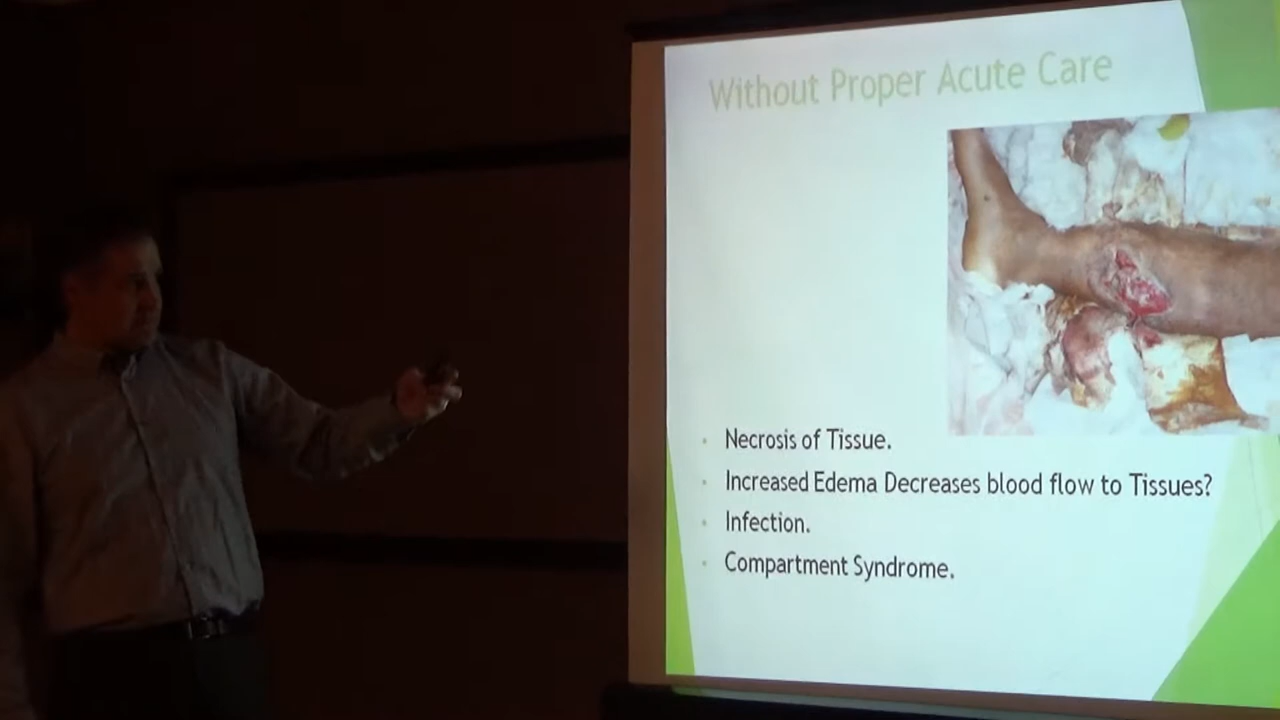 Without Proper Acute Care
Necrosis of Tissue.
Increased Edema Decreases blood flow to Tissues?
Infection.
Compartment Syndrome.